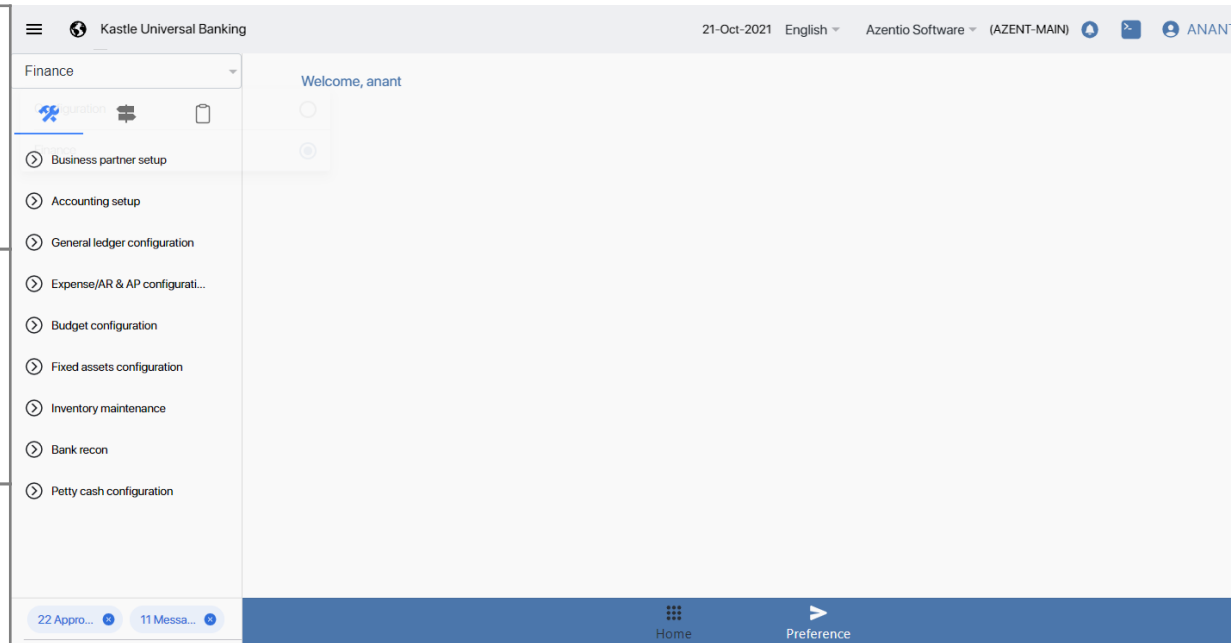 Kastle Universal Banking
21-Oct-2021 English Azentio Software (AZENT-MAIN) ANANT
Finance
Welcome, anant
Configuration
Finance
Business partner setup
Accounting setup
General ledger configuration
Expense/AR & AP configurati...
Budget configuration
Fixed assets configuration
Inventory maintenance
Bank recon
Petty cash configuration
22 Appro... 11 Messa...
Home Preference